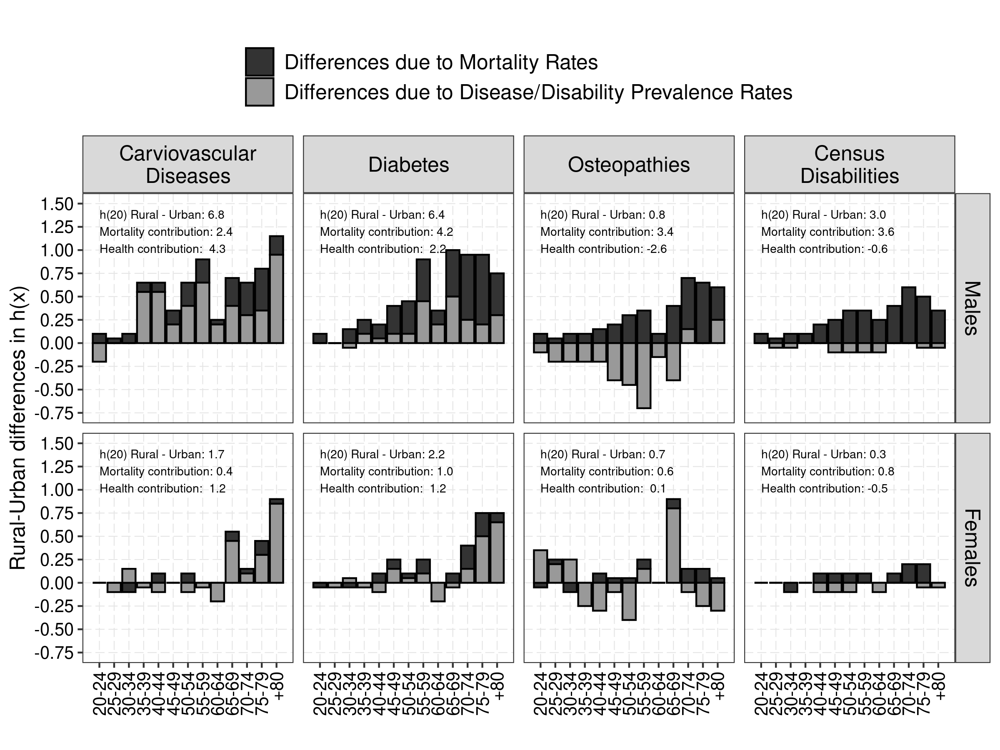 Differences due to Mortality Rates
Differences due to Disease/Disability Prevalence Rates
Carviovascular
Diseases
Diabetes
Osteopathies
Census
Disabilities
Rural-Urban differences in h(x)
1.50
1.25
1.00
0.75
0.50
0.25
0.00
-0.25
-0.50
-0.75
h(20) Rural - Urban: 6.8
Mortality contribution: 2.4
Health contribution: 4.3
h(20) Rural - Urban: 6.4
Mortality contribution: 4.2
Health contribution: 2.2
h(20) Rural - Urban: 0.8
Mortality contribution: 3.4
Health contribution: -2.6
h(20) Rural - Urban: 3.0
Mortality contribution: 3.6
Health contribution: -0.6
Males
1.50
1.25
1.00
0.75
0.50
0.25
0.00
-0.25
-0.50
-0.75
h(20) Rural - Urban: 1.7
Mortality contribution: 0.4
Health contribution: 1.2
h(20) Rural - Urban: 2.2
Mortality contribution: 1.0
Health contribution: 1.2
h(20) Rural - Urban: 0.7
Mortality contribution: 0.6
Health contribution: 0.1
h(20) Rural - Urban: 0.3
Mortality contribution: 0.8
Health contribution: -0.5
Females
20-24
25-29
30-34
35-39
40-44
45-49
50-54
55-59
60-64
65-69
70-74
75-79
+80
20-24
25-29
30-34
35-39
40-44
45-49
50-54
55-59
60-64
65-69
70-74
75-79
+80
20-24
25-29
30-34
35-39
40-44
45-49
50-54
55-59
60-64
65-69
70-74
75-79
+80
20-24
25-29
30-34
35-39
40-44
45-49
50-54
55-59
60-64
65-69
70-74
75-79
+80